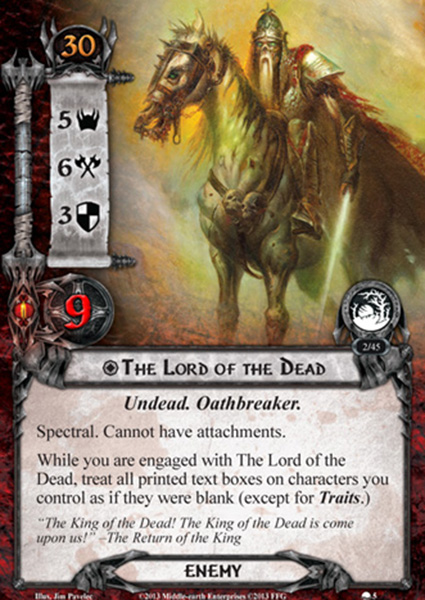 30
5
6
3
9
2/45
The Lord of the Dead
Undead. Oathbreaker.
Spectral. Cannot have attachments.
While you are engaged with The Lord of the
Dead, treat all printed text boxes on characters you
control as if they were blank (except for Traits.)
“The King of the Dead! The King of the Dead is come
upon us!” –The Return of the King
ENEMY
Illus. Jim Pavelec
©2013 Middle-earth Enterprises ©2013 FFG
5